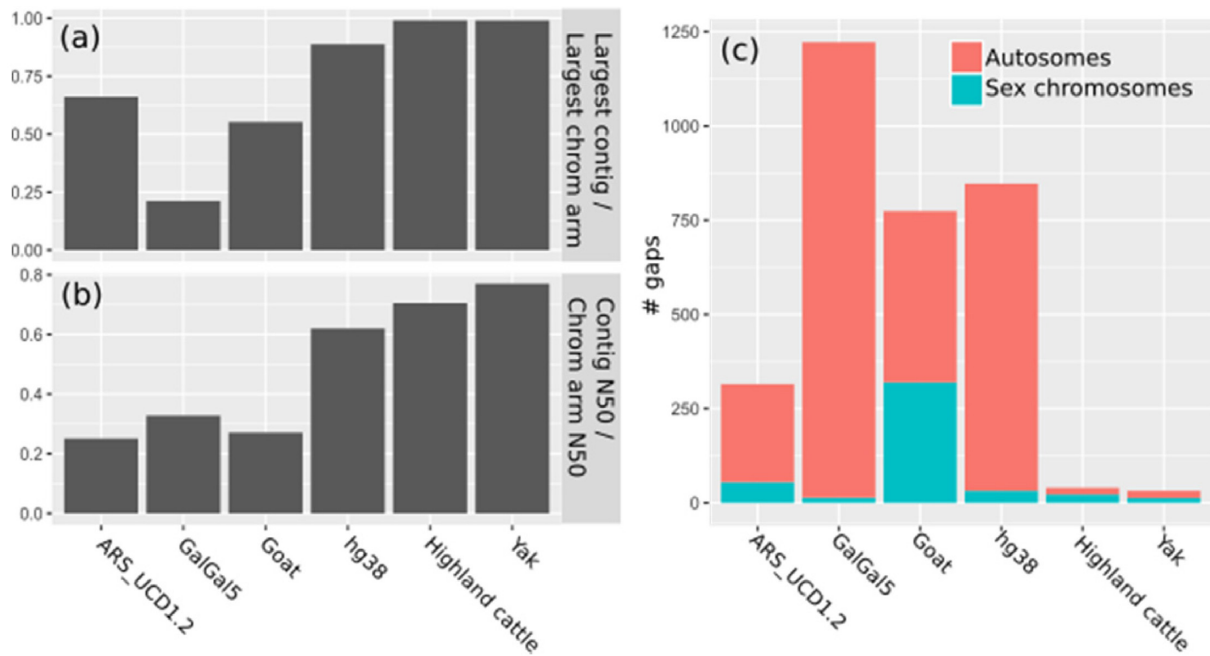 (a)
1.00
0.75
0.50
0.25
0.00
Largest contig /
Largest chrom arm
(b)
0.8
0.6
0.4
0.2
0.0
Contig N50 /
Chrom arm N50
ARS_UCD1.2
GalGal5
Goat
hg38
Highland cattle
Yak
(c)
Autosomes
Sex chromosomes
# gaps
1250
1000
750
500
250
0
ARS_UCD1.2
GalGal5
Goat
hg38
Highland cattle
Yak